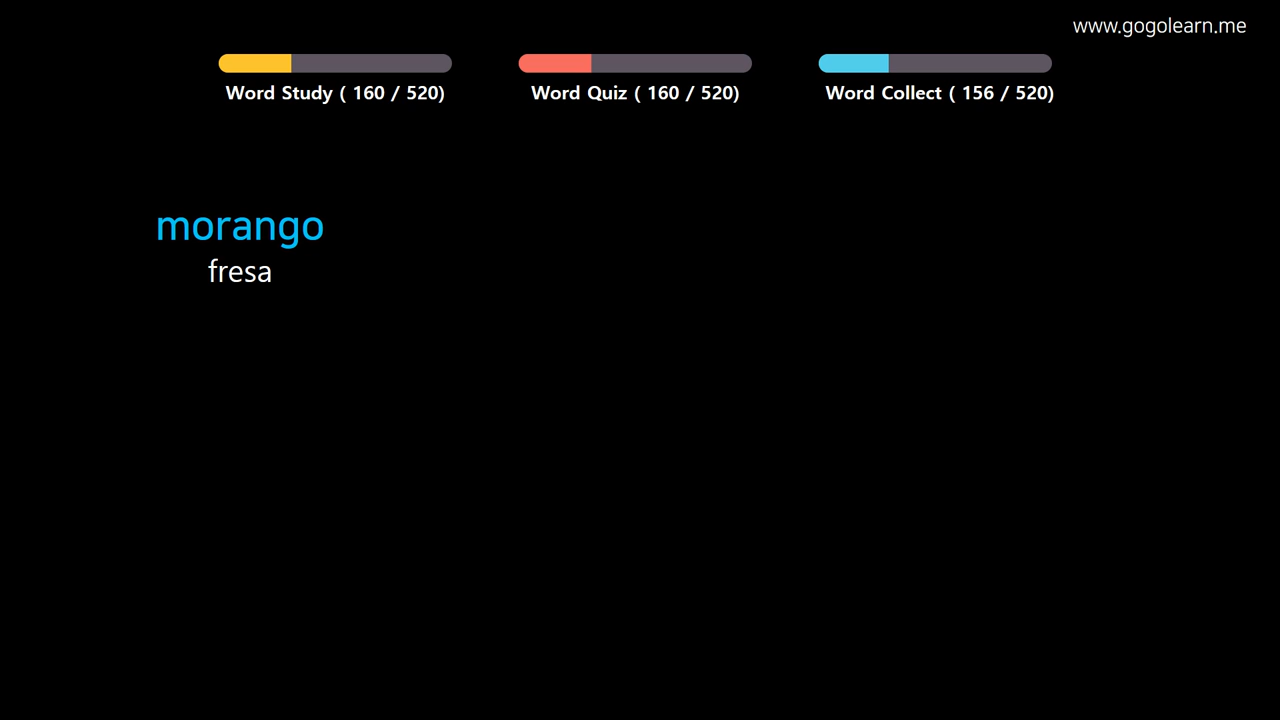 www.gogolearn.me
Word Study ( 160 / 520)
Word Quiz ( 160 / 520)
Word Collect ( 156 / 520)
morango
fresa